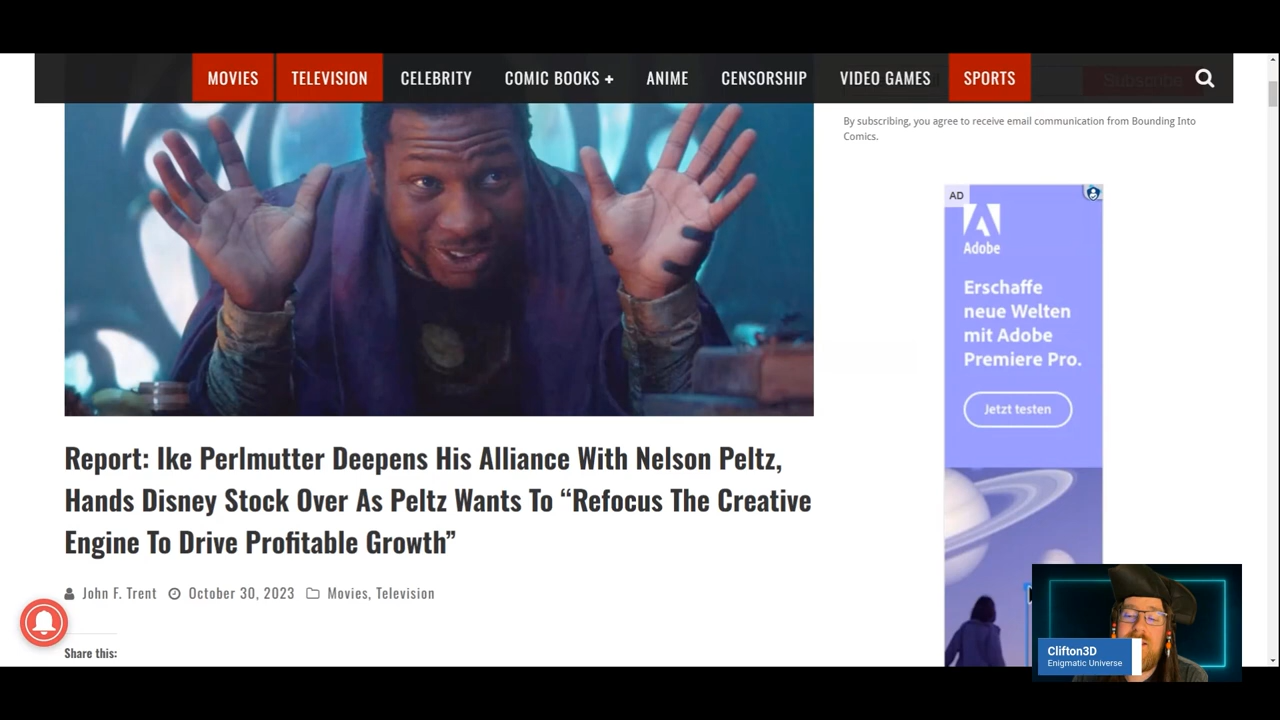 MOVIES TELEVISION CELEBRITY COMIC BOOKS + ANIME CENSORSHIP VIDEO GAMES SPORTS
Subscribe
By subscribing, you agree to receive email communication from Bounding Into
Comics.
AD
Adobe
Erschaffe
neue Welten
mit Adobe
Premiere Pro.
Jetzt testen
Report: Ike Perlmutter Deepens His Alliance With Nelson Peltz,
Hands Disney Stock Over As Peltz Wants To “Refocus The Creative
Engine To Drive Profitable Growth”
John F. Trent October 30, 2023 Movies, Television
Share this:
Clifton3D
Enigmatic Universe